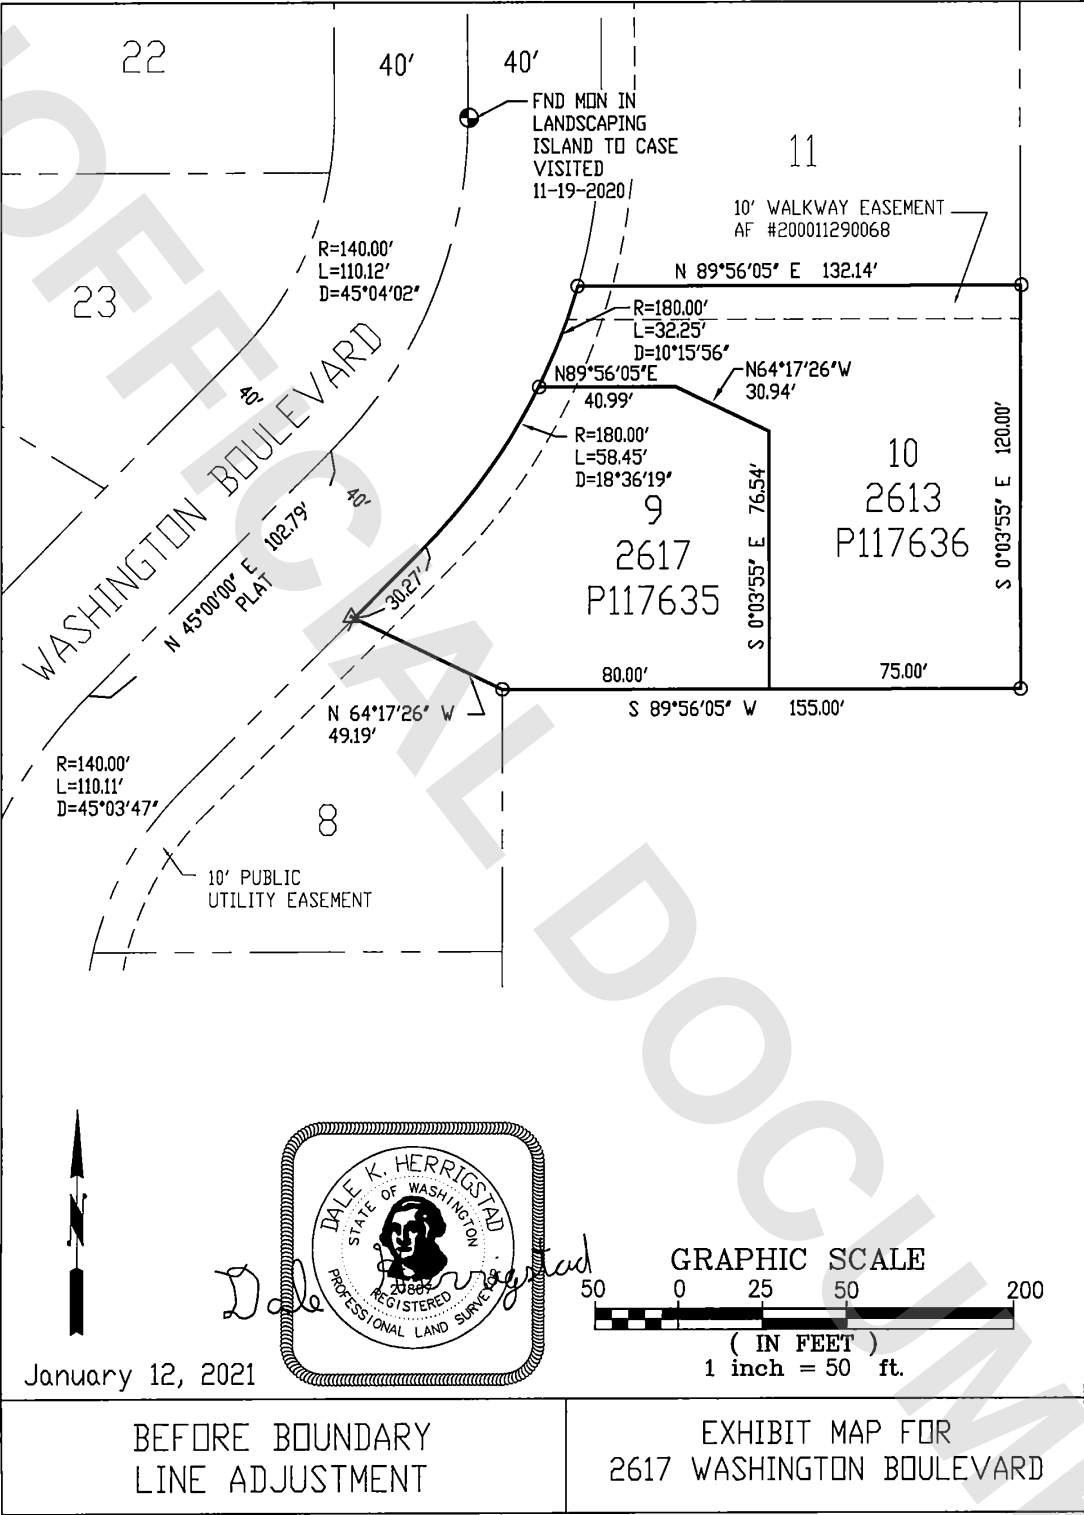 22
40'
40'
FND MON IN
LANDSCAPING
ISLAND TO CASE
VISITED
11-19-2020
11
10' WALKWAY EASEMENT
AF #200011290068
R=140.00'
L=110.12'
D=45°04'02"
23
N 89°56'05" E 132.14'
R=180.00'
L=32.25'
D=10°15'56"
N89°56'05"E
40.99'
N64°17'26"W
30.94'
40'
WASHINGTON BOULEVARD
R=180.00'
L=58.45'
D=18°36'19"
40'
9
2617
P117635
10
2613
P117636
S 0°03'55" E 76.54'
S 0°03'55" E 120.00'
N 45°00'00" E 102.79'
PLAT
30.27'
80.00'
75.00'
S 89°56'05" W 155.00'
N 64°17'26" W
49.19'
R=140.00'
L=110.11'
D=45°03'47"
8
10' PUBLIC
UTILITY EASEMENT
N
DALE K. HERRIGSTAD
STATE OF WASHINGTON
REGISTERED
PROFESSIONAL LAND SURVEYOR
Dale Herrigstad
January 12, 2021
GRAPHIC SCALE
50 0 25 50 200
( IN FEET )
1 inch = 50 ft.
BEFORE BOUNDARY
LINE ADJUSTMENT
EXHIBIT MAP FOR
2617 WASHINGTON BOULEVARD
OFFICIAL DOCUM